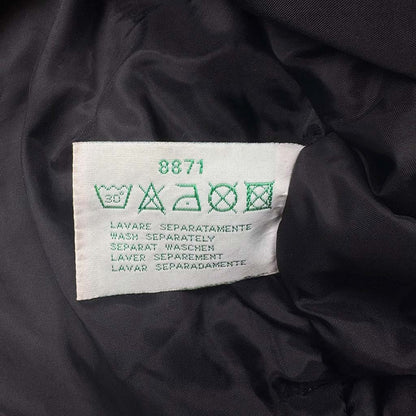 8871
30°
LAVARE SEPARATAMENTE
WASH SEPARATELY
SEPARAT WASCHEN
LAVER SEPAREMENT
LAVAR SEPARADAMENTE